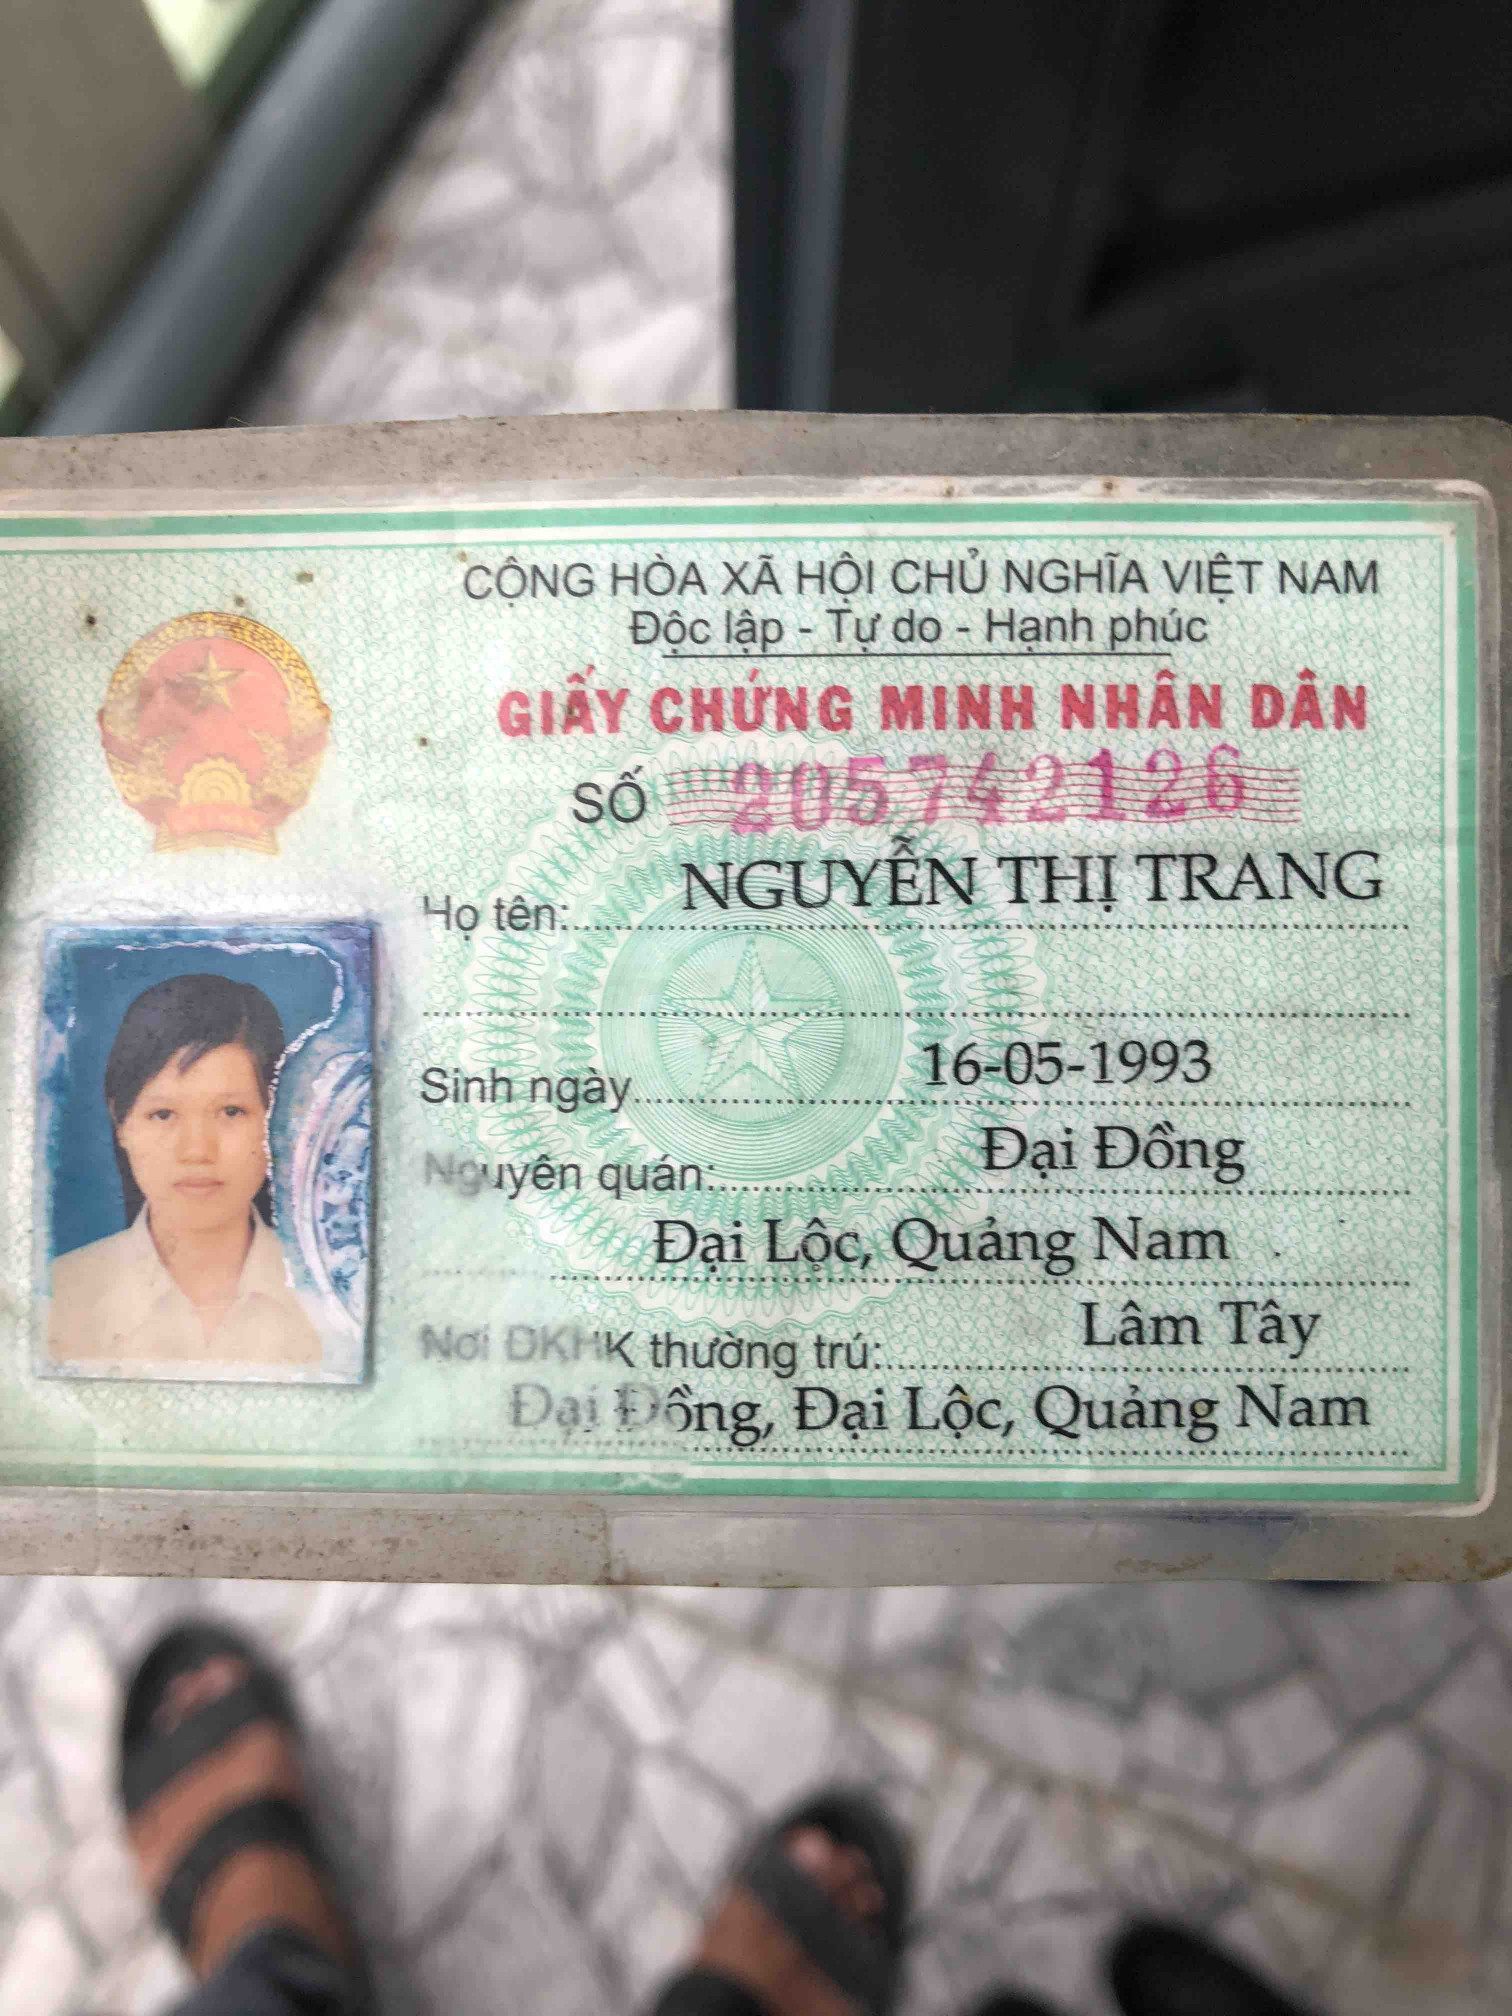 CỘNG HÒA XÃ HỘI CHỦ NGHĨA VIỆT NAM
Độc lập - Tự do - Hạnh phúc
GIẤY CHỨNG MINH NHÂN DÂN
SỐ 205742126
Họ tên: NGUYỄN THỊ TRANG
Sinh ngày 16-05-1993
Nguyên quán: Đại Đồng
Đại Lộc, Quảng Nam
Nơi ĐKHK thường trú: Lâm Tây
Đại Đồng, Đại Lộc, Quảng Nam